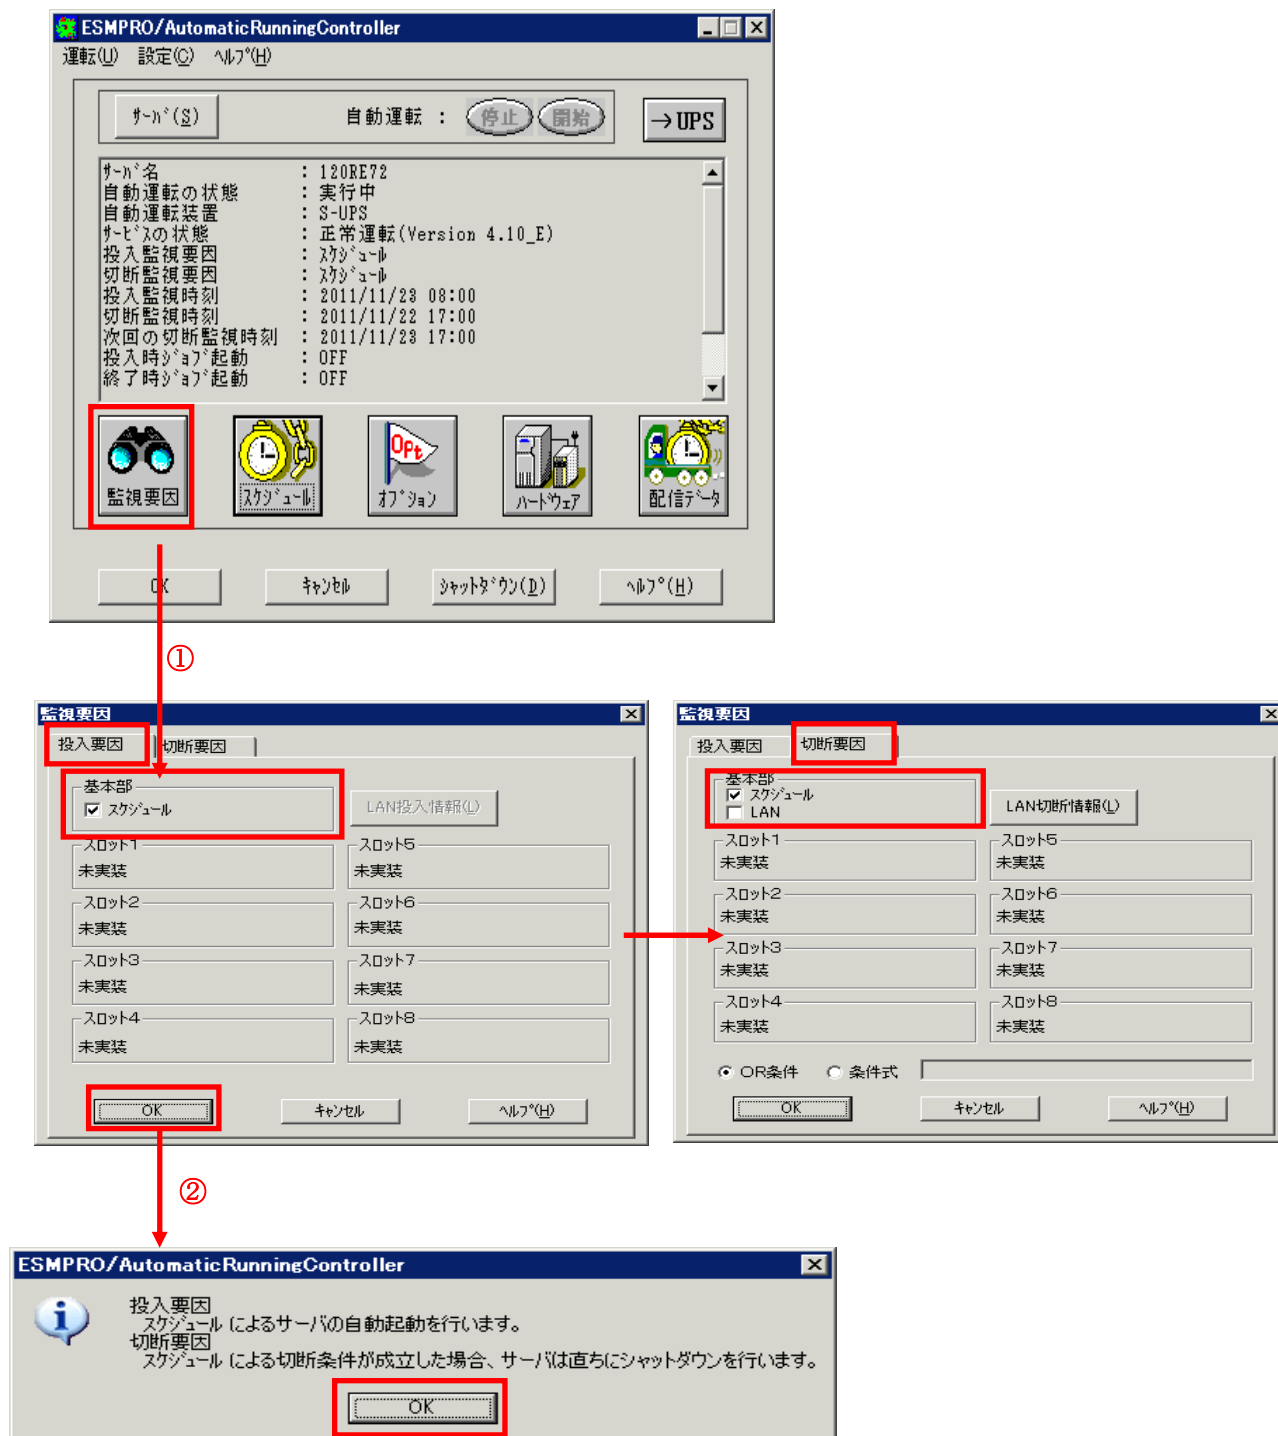 ESMPRO/AutomaticRunningController
運転(U) 設定(C) ﾍﾙﾌﾟ(H)
ｻｰﾊﾞ(S) 自動運転 : 停止 開始 →UPS
ｻｰﾊﾞ名 : 120RE72
自動運転の状態 : 実行中
自動運転装置 : S-UPS
ｻｰﾋﾞｽの状態 : 正常運転(Version 4.10_E)
投入監視要因 : ｽｹｼﾞｭｰﾙ
切断監視要因 : ｽｹｼﾞｭｰﾙ
投入監視時刻 : 2011/11/23 08:00
切断監視時刻 : 2011/11/22 17:00
次回の切断監視時刻 : 2011/11/23 17:00
投入時ｼﾞｮﾌﾞ起動 : OFF
終了時ｼﾞｮﾌﾞ起動 : OFF
Opt
監視要因 ｽｹｼﾞｭｰﾙ ｵﾌﾟｼｮﾝ ﾊｰﾄﾞｳｪｱ 配信ﾃﾞｰﾀ
OK ｷｬﾝｾﾙ ｼｬｯﾄﾀﾞｳﾝ(D) ﾍﾙﾌﾟ(H)
①
監視要因
投入要因 切断要因
基本部
スケジュール LAN投入情報(L)
スロット1 スロット5
未実装 未実装
スロット2 スロット6
未実装 未実装
スロット3 スロット7
未実装 未実装
スロット4 スロット8
未実装 未実装
OK ｷｬﾝｾﾙ ﾍﾙﾌﾟ(H)
監視要因
投入要因 切断要因
基本部
スケジュール
LAN LAN切断情報(L)
スロット1 スロット5
未実装 未実装
スロット2 スロット6
未実装 未実装
スロット3 スロット7
未実装 未実装
スロット4 スロット8
未実装 未実装
OR条件 条件式
OK ｷｬﾝｾﾙ ﾍﾙﾌﾟ(H)
②
ESMPRO/AutomaticRunningController
投入要因
スケジュール によるサーバの自動起動を行います。
切断要因
スケジュール による切断条件が成立した場合、サーバは直ちにシャットダウンを行います。
OK